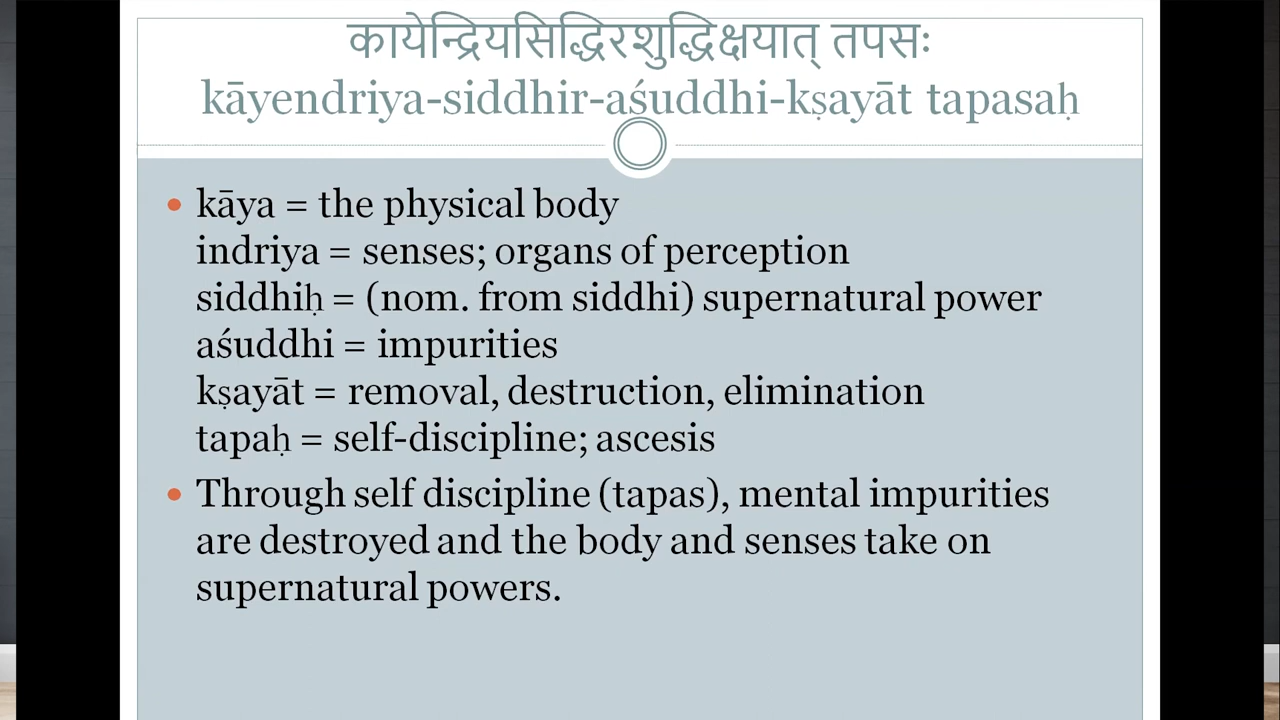 कायेन्द्रियसिद्धिरशुद्धिक्षयात् तपसः
kāyendriya-siddhir-aśuddhi-kṣayāt tapasaḥ
• kāya = the physical body
indriya = senses; organs of perception
siddhiḥ = (nom. from siddhi) supernatural power
aśuddhi = impurities
kṣayāt = removal, destruction, elimination
tapaḥ = self-discipline; ascesis
• Through self discipline (tapas), mental impurities
are destroyed and the body and senses take on
supernatural powers.